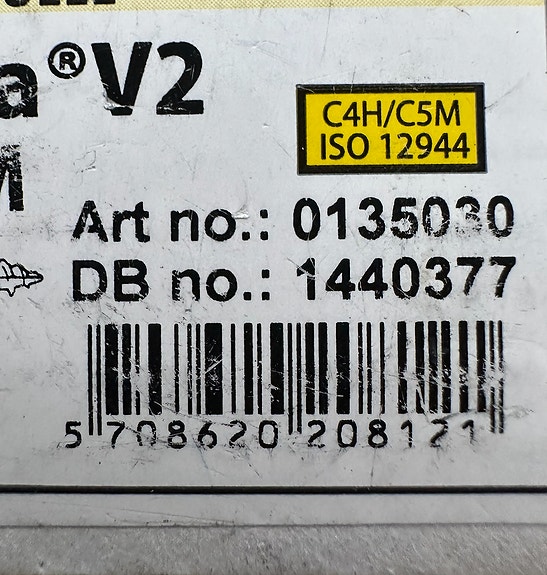 a® V2
C4H/C5M
ISO 12944
M
Art no.: 0135030
DB no.: 1440377
5 708620 208121